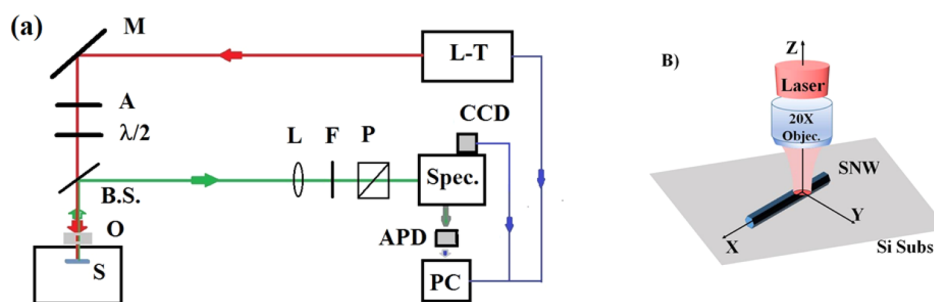 (a)
M
L-T
A
λ/2
CCD
L F P
Spec.
B.S.
O
APD
S
PC
B)
Z
Laser
20X
Objec.
SNW
Y
X
Si Subs